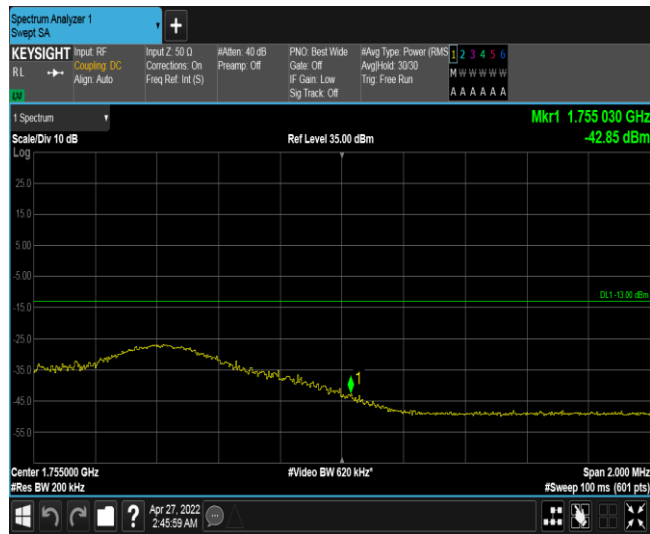 Spectrum Analyzer 1
Swept SA
+
KEYSIGHT
RL
Input: RF
Coupling: DC
Align: Auto
Input Z: 50 Ω
Corrections: On
Freq Ref: Int (S)
#Atten: 40 dB
Preamp: Off
PNO: Best Wide
Gate: Off
IF Gain: Low
Sig Track: Off
#Avg Type: Power (RMS
Avg|Hold: 30/30
Trig: Free Run
1 2 3 4 5 6
M W W W W W
A A A A A A
1 Spectrum
Mkr1 1.755 030 GHz
Scale/Div 10 dB
Ref Level 35.00 dBm
-42.85 dBm
Log
25.0
15.0
5.00
-5.00
DL1 -13.00 dBm
-15.0
-25.0
-35.0
1
-45.0
-55.0
Center 1.755000 GHz
#Video BW 620 kHz*
Span 2.000 MHz
#Res BW 200 kHz
#Sweep 100 ms (601 pts)
?
Apr 27, 2022
2:45:59 AM